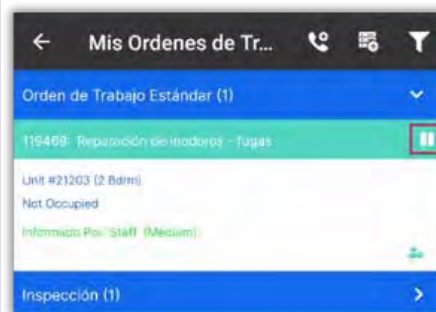 Mis Ordenes de Tr...
Orden de Trabajo Estándar (1)
119469: Reparación de inodoros - fugas
Unit #21203 (2 Bdrm)
Not Occupied
Informado Por: Staff (Medium)
Inspección (1)